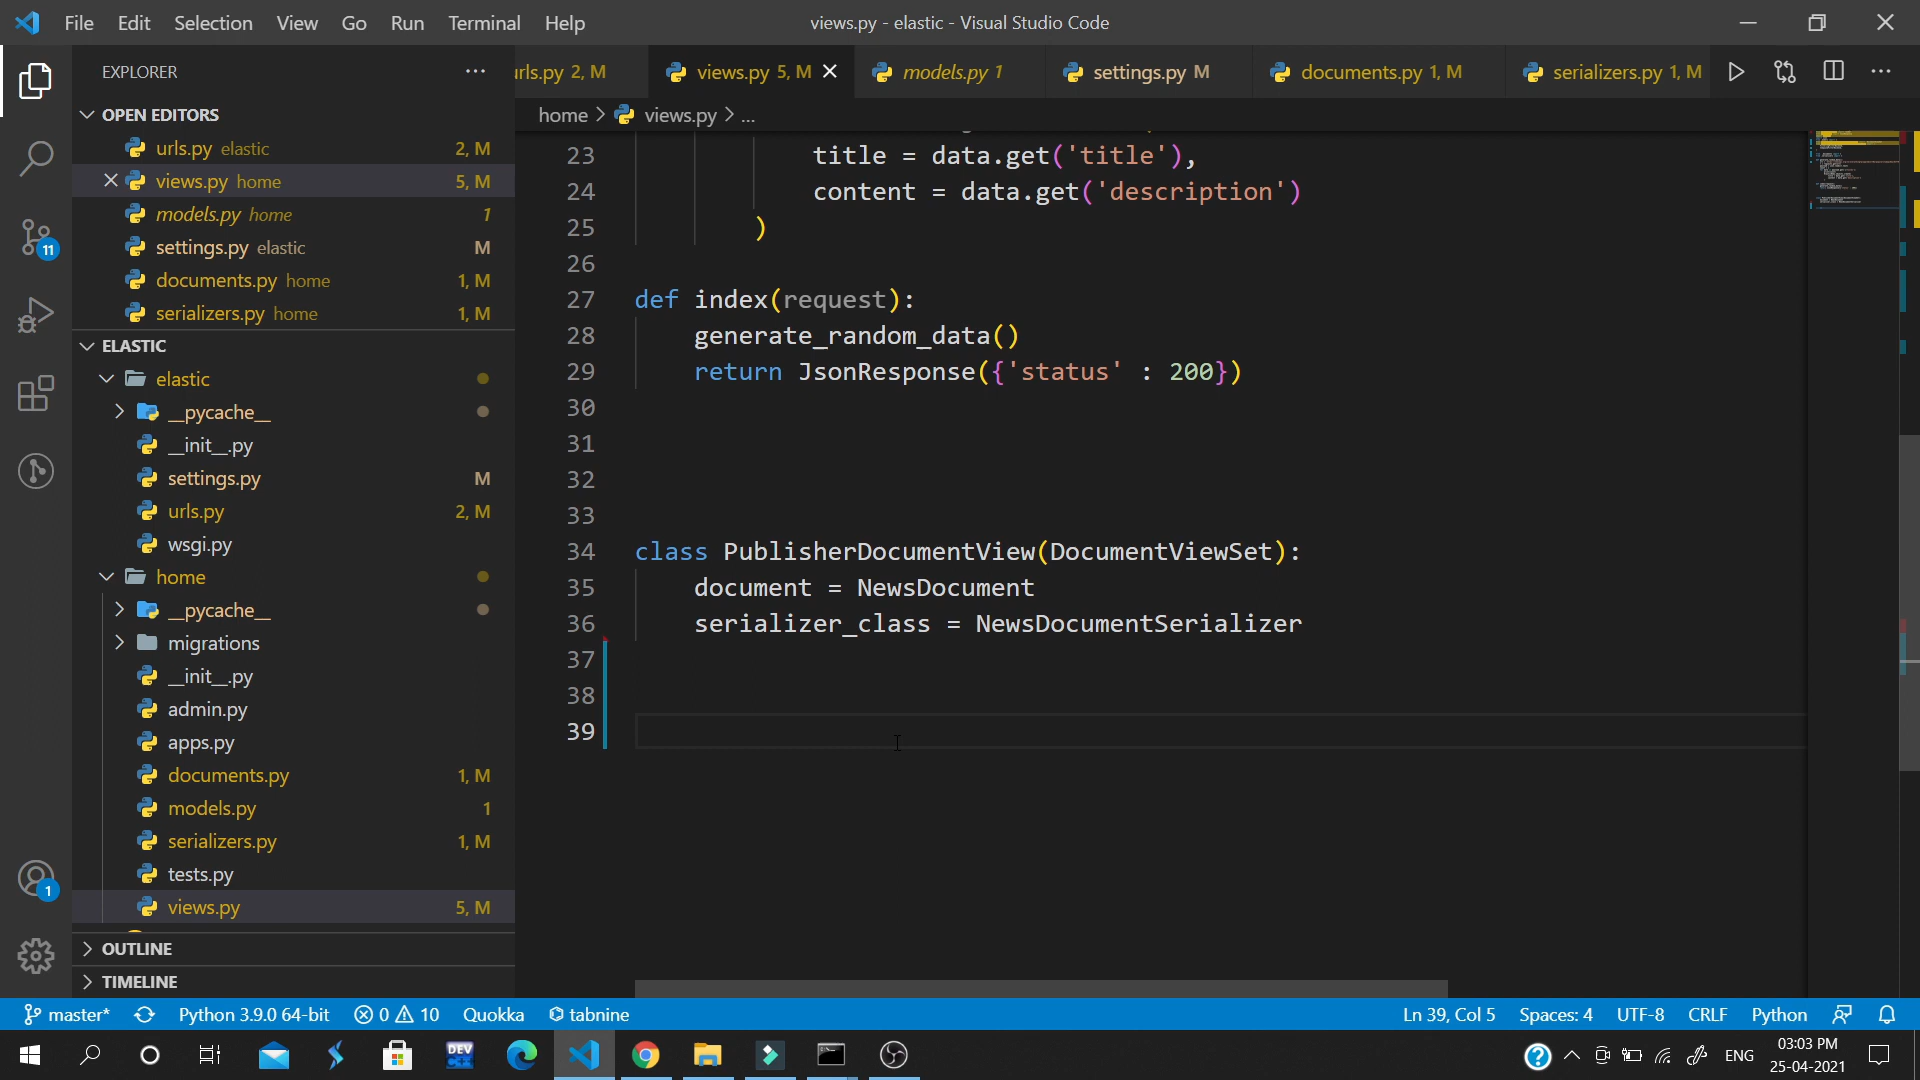 File Edit Selection View Go Run Terminal Help
views.py - elastic - Visual Studio Code
EXPLORER
rls.py 2, M
views.py 5, M
models.py 1
settings.py M
documents.py 1, M
serializers.py 1, M
OPEN EDITORS
urls.py elastic 2, M
views.py home 5, M
models.py home 1
settings.py elastic M
documents.py home 1, M
serializers.py home 1, M
ELASTIC
elastic
__pycache__
__init__.py
settings.py M
urls.py 2, M
wsgi.py
home
__pycache__
migrations
__init__.py
admin.py
apps.py
documents.py 1, M
models.py 1
serializers.py 1, M
tests.py
views.py 5, M
OUTLINE
TIMELINE
11
1
home > views.py > ...
23 title = data.get('title'),
24 content = data.get('description')
25 )
26
27 def index(request):
28 generate_random_data()
29 return JsonResponse({'status' : 200})
30
31
32
33
34 class PublisherDocumentView(DocumentViewSet):
35 document = NewsDocument
36 serializer_class = NewsDocumentSerializer
37
38
39
master* Python 3.9.0 64-bit 0 10 Quokka tabnine
Ln 39, Col 5 Spaces: 4 UTF-8 CRLF Python
DEV C++
ENG
03:03 PM
25-04-2021